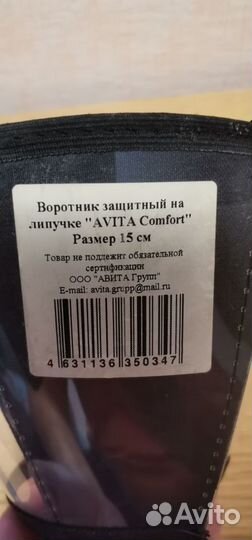 Воротник защитный на
липучке "AVITA Comfort"
Размер 15 см
Товар не подлежит обязательной
сертификации
ООО "АВИТА Групп"
E-mail: avita.grupp@mail.ru
4 631136 350347
Avito